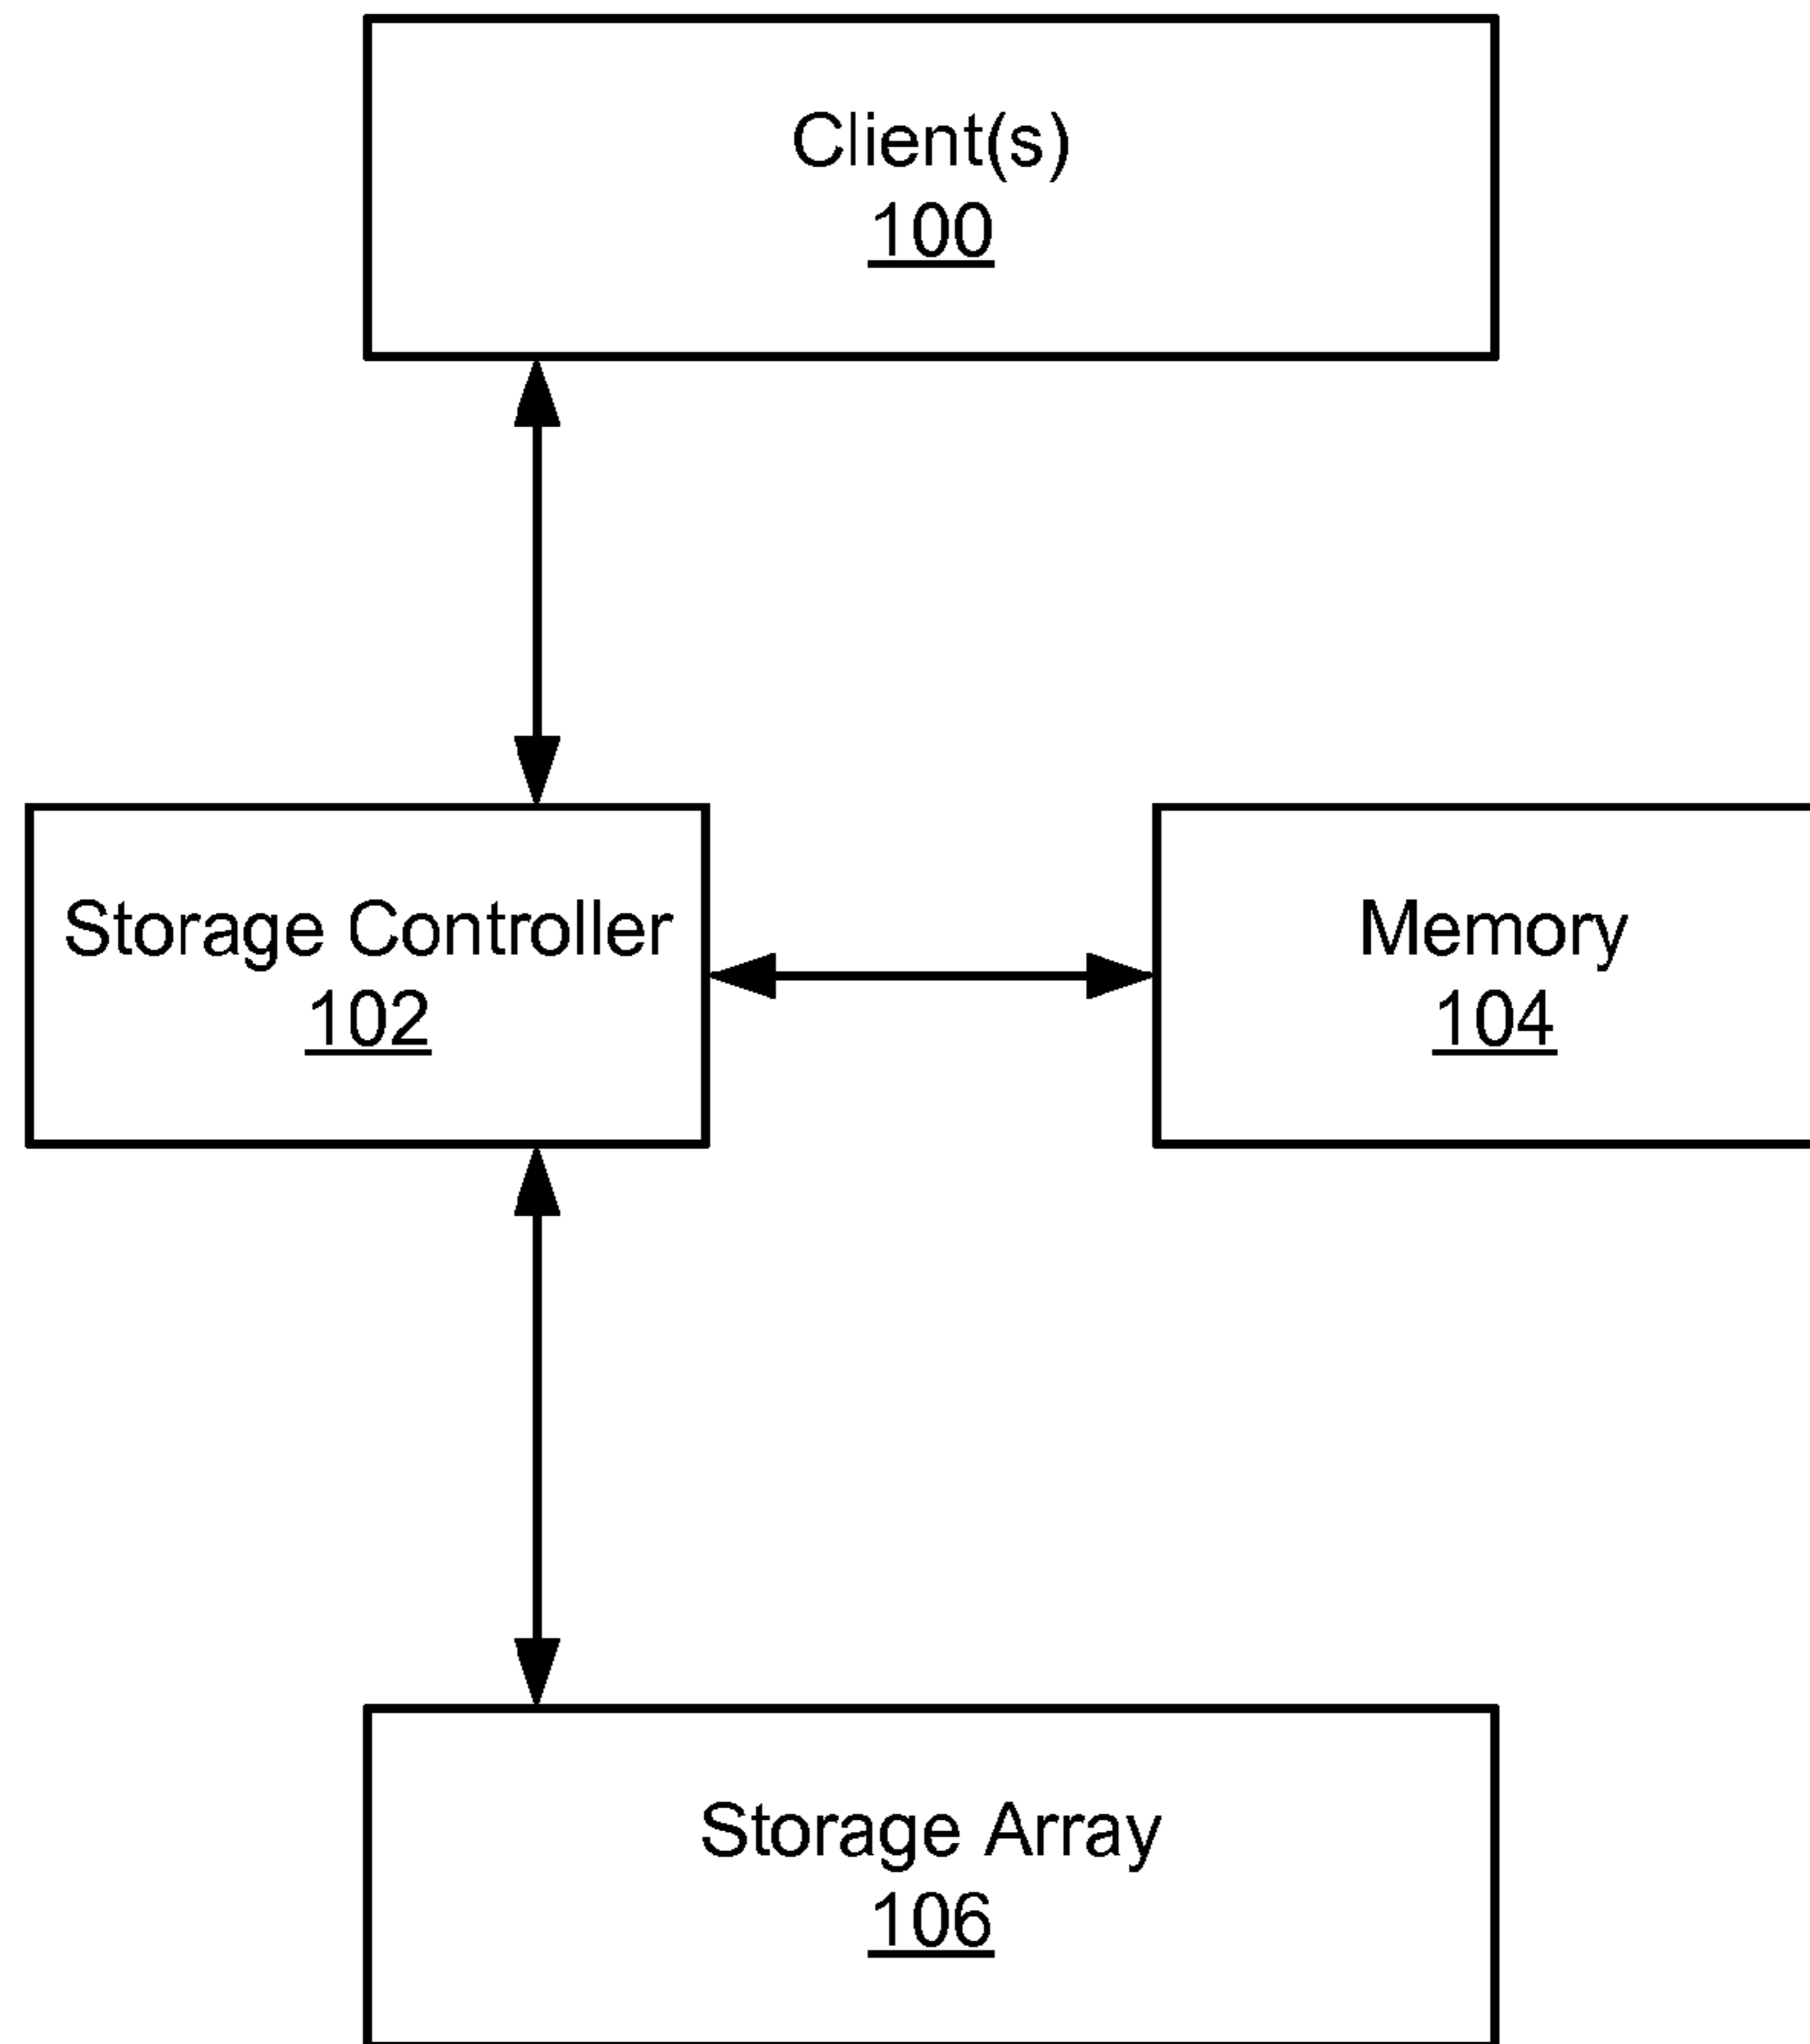 Client(s)
100
Storage Controller
102
Memory
104
Storage Array
106